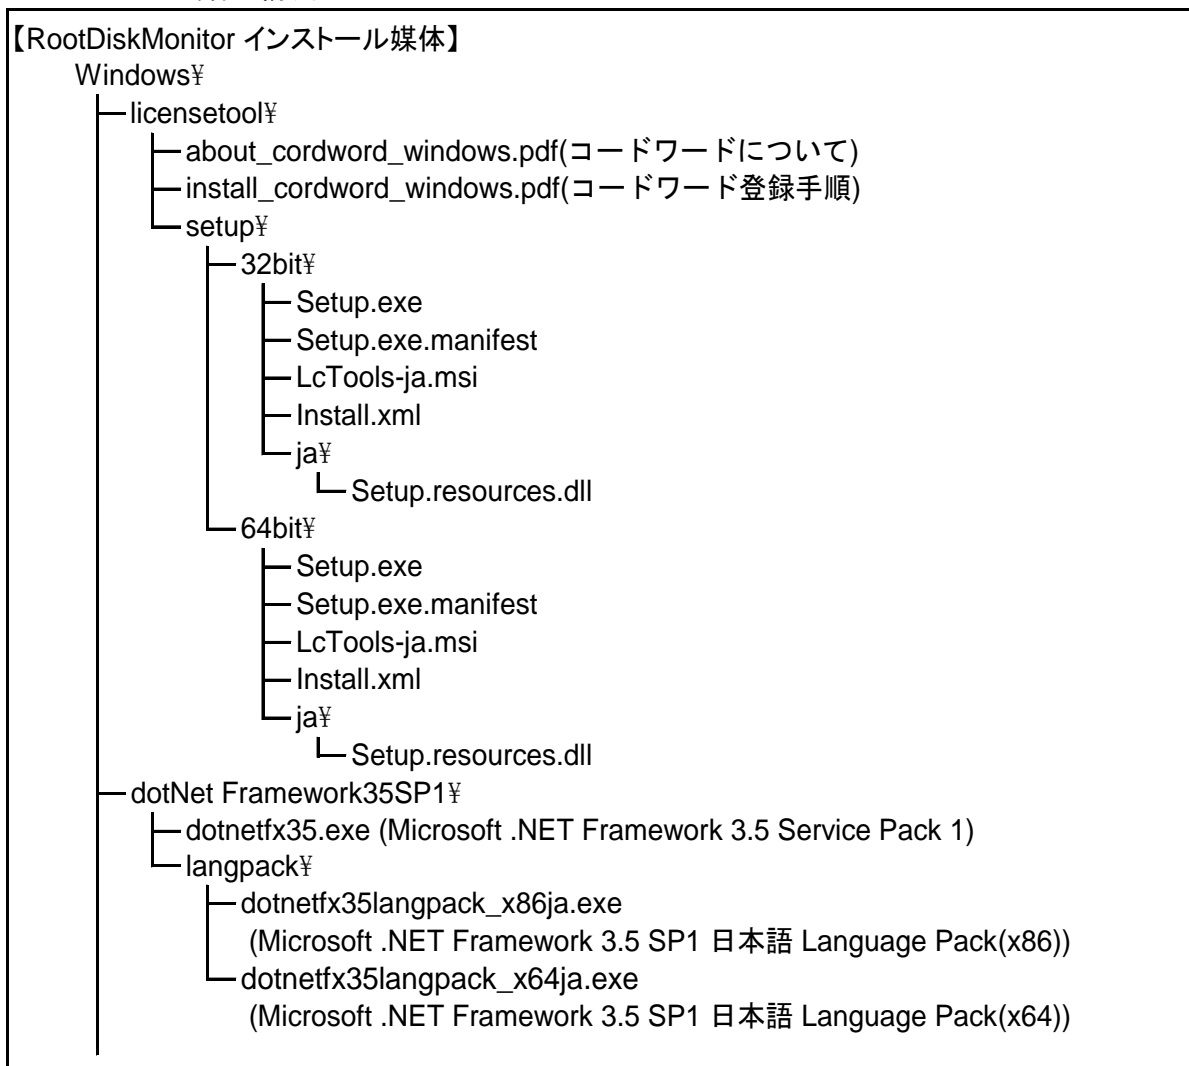 【RootDiskMonitor インストール媒体】
Windows¥
licensetool¥
about_cordword_windows.pdf(コードワードについて)
install_cordword_windows.pdf(コードワード登録手順)
setup¥
32bit¥
Setup.exe
Setup.exe.manifest
LcTools-ja.msi
Install.xml
ja¥
Setup.resources.dll
64bit¥
Setup.exe
Setup.exe.manifest
LcTools-ja.msi
Install.xml
ja¥
Setup.resources.dll
dotNet Framework35SP1¥
dotnetfx35.exe (Microsoft .NET Framework 3.5 Service Pack 1)
langpack¥
dotnetfx35langpack_x86ja.exe
(Microsoft .NET Framework 3.5 SP1 日本語 Language Pack(x86))
dotnetfx35langpack_x64ja.exe
(Microsoft .NET Framework 3.5 SP1 日本語 Language Pack(x64))